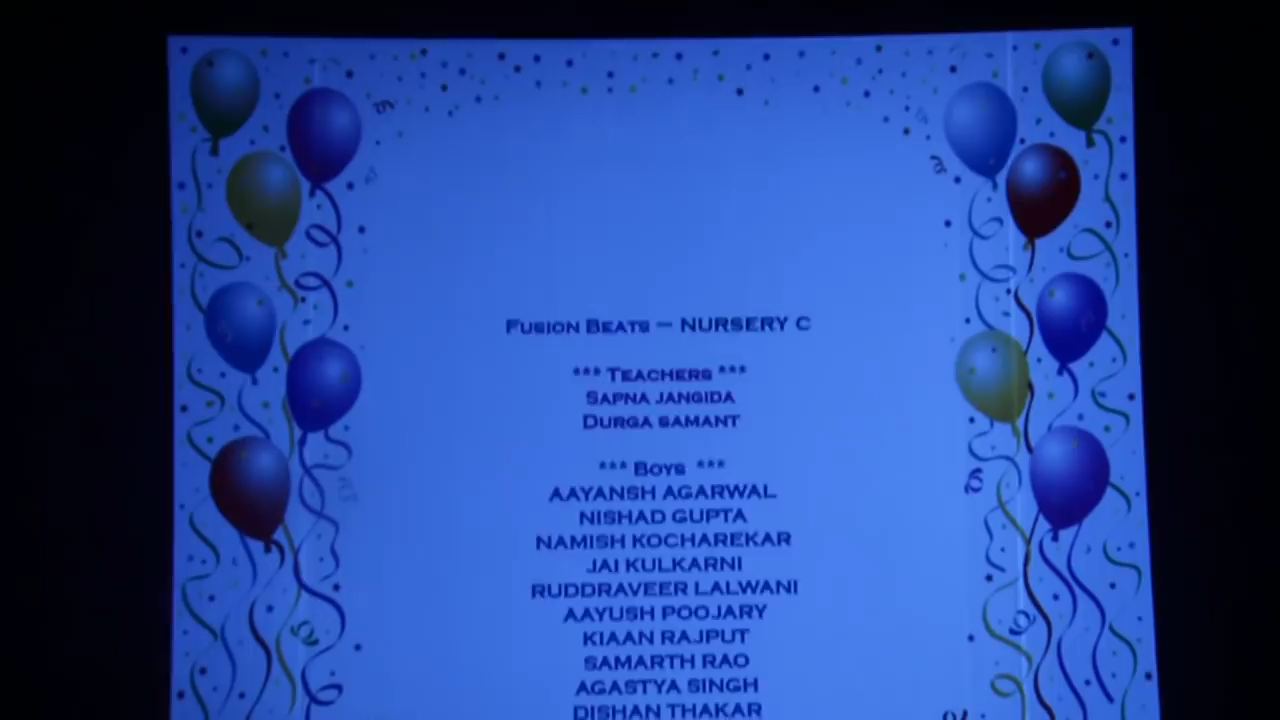 Fusion Beats – NURSERY C
*** Teachers ***
Sapna jangida
Durga samant
*** Boys ***
AAYANSH AGARWAL
NISHAD GUPTA
NAMISH KOCHAREKAR
JAI KULKARNI
RUDDRAVEER LALWANI
AAYUSH POOJARY
KIAAN RAJPUT
SAMARTH RAO
AGASTYA SINGH
DISHAN THAKAR